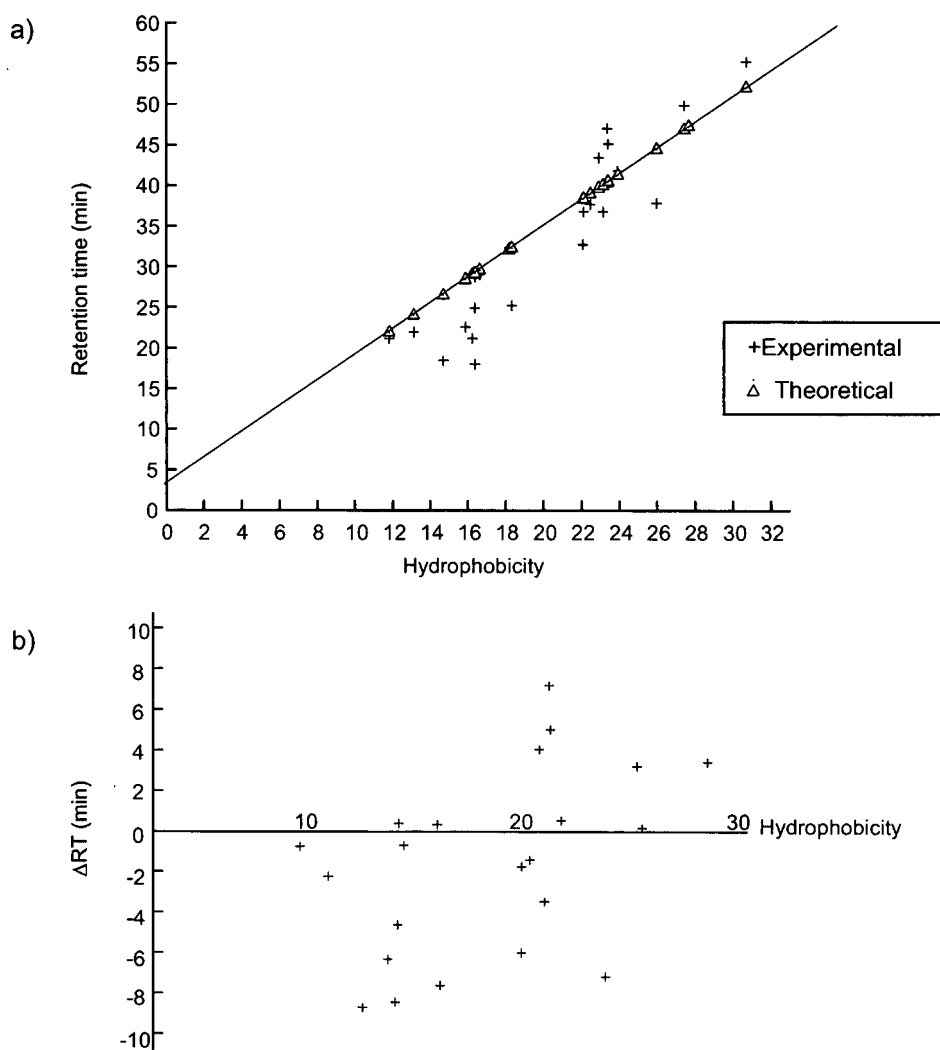 a)
60
55
50
45
40
35
30
25
20
15
10
5
0
Retention time (min)
0 2 4 6 8 10 12 14 16 18 20 22 24 26 28 30 32
Hydrophobicity
+Experimental
△ Theoretical
b)
10
8
6
4
2
0
-2
-4
-6
-8
-10
ΔRT (min)
10 20 30 Hydrophobicity